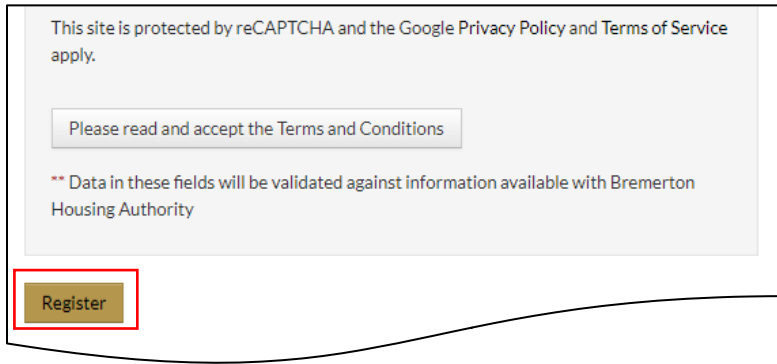 This site is protected by reCAPTCHA and the Google Privacy Policy and Terms of Service
apply.
Please read and accept the Terms and Conditions
** Data in these fields will be validated against information available with Bremerton
Housing Authority
Register